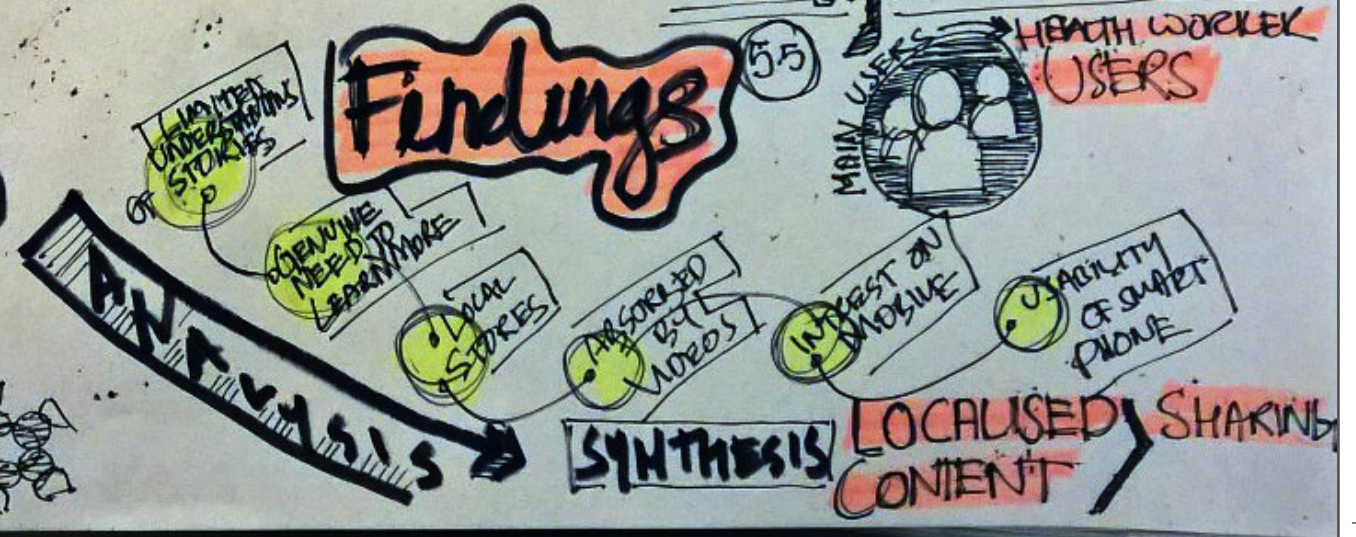 Findings
55
MAIN USERS
HEALTH WORKER
USERS
LIMITED
UNDERSTANDING
OF STORIES
GENUINE
NEED TO
LEARN MORE
LOCAL
STORIES
ABSORBED
BY
VIDEOS
INTEREST ON
MOBILE
USABILITY
OF SMART
PHONE
ANALYSIS
SYNTHESIS
LOCALISED
CONTENT
SHARING